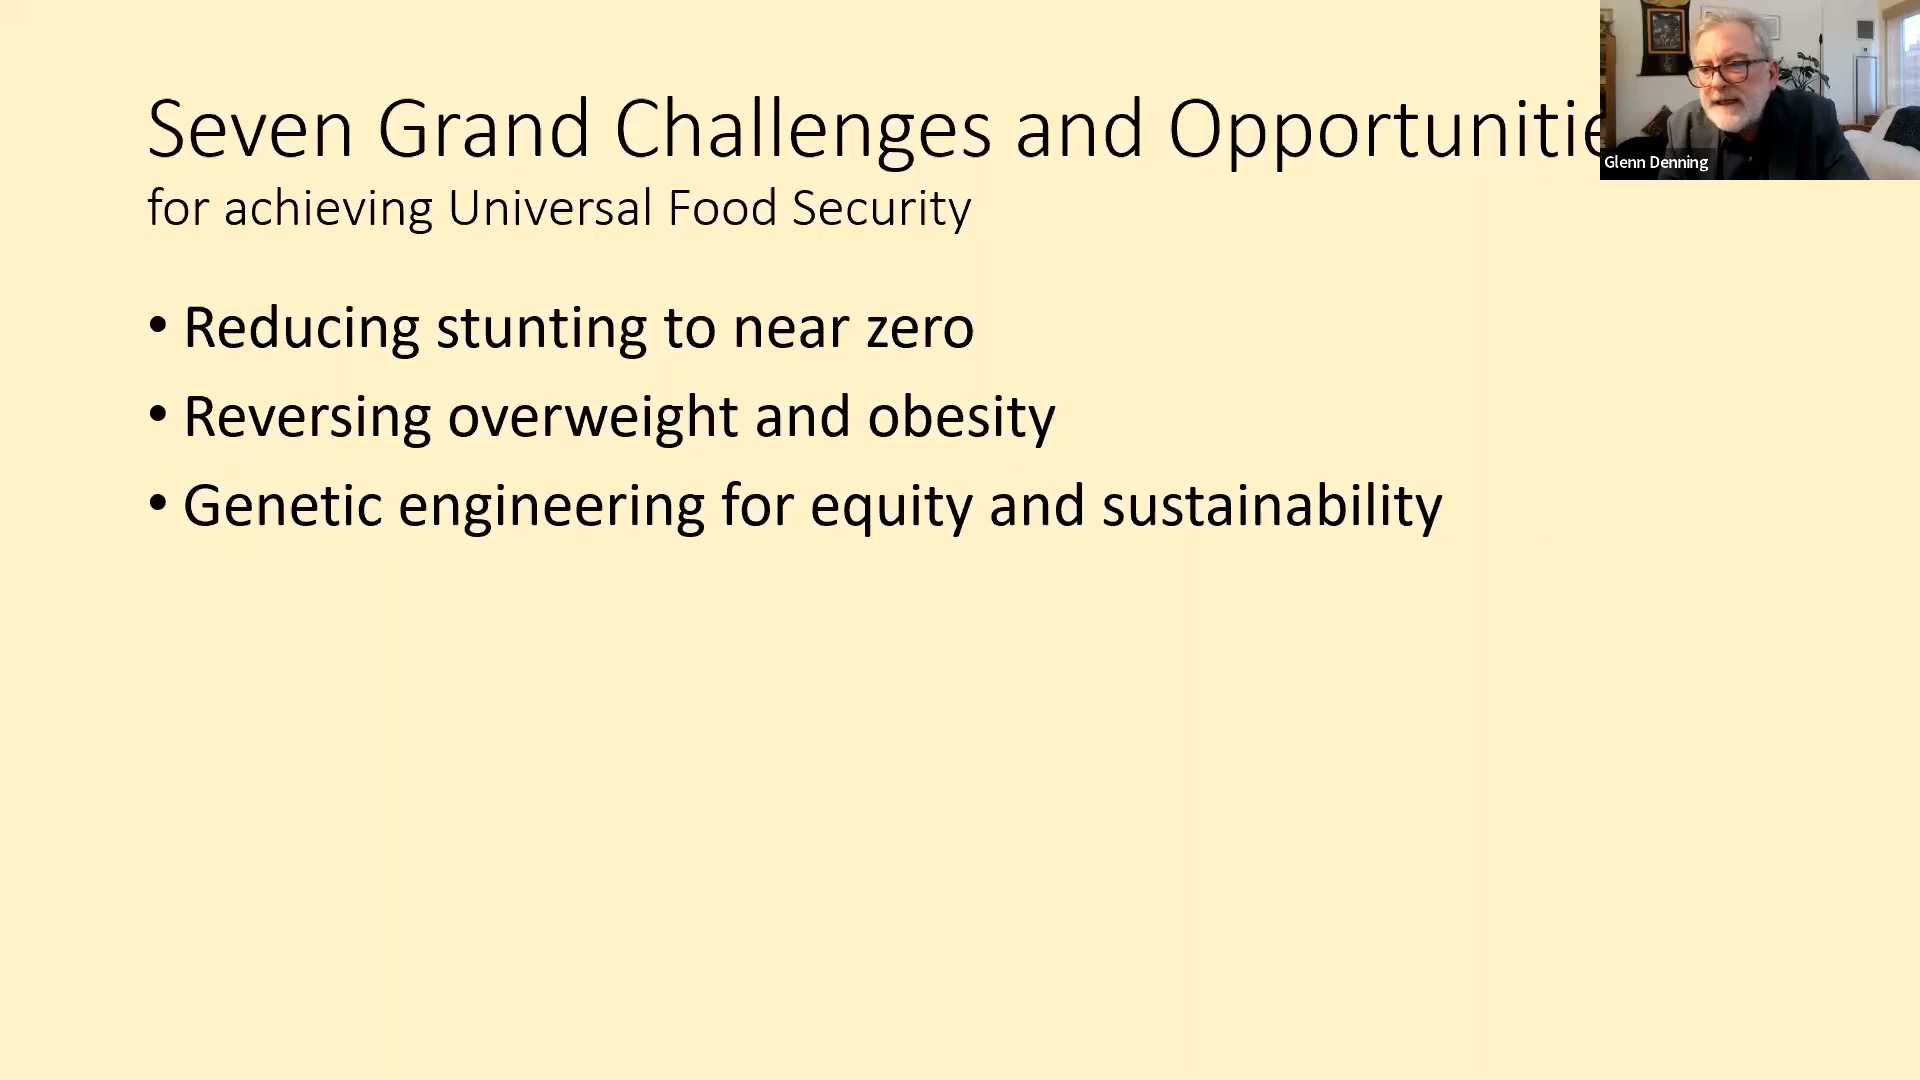 Seven Grand Challenges and Opportunitie
for achieving Universal Food Security
• Reducing stunting to near zero
• Reversing overweight and obesity
• Genetic engineering for equity and sustainability
Glenn Denning